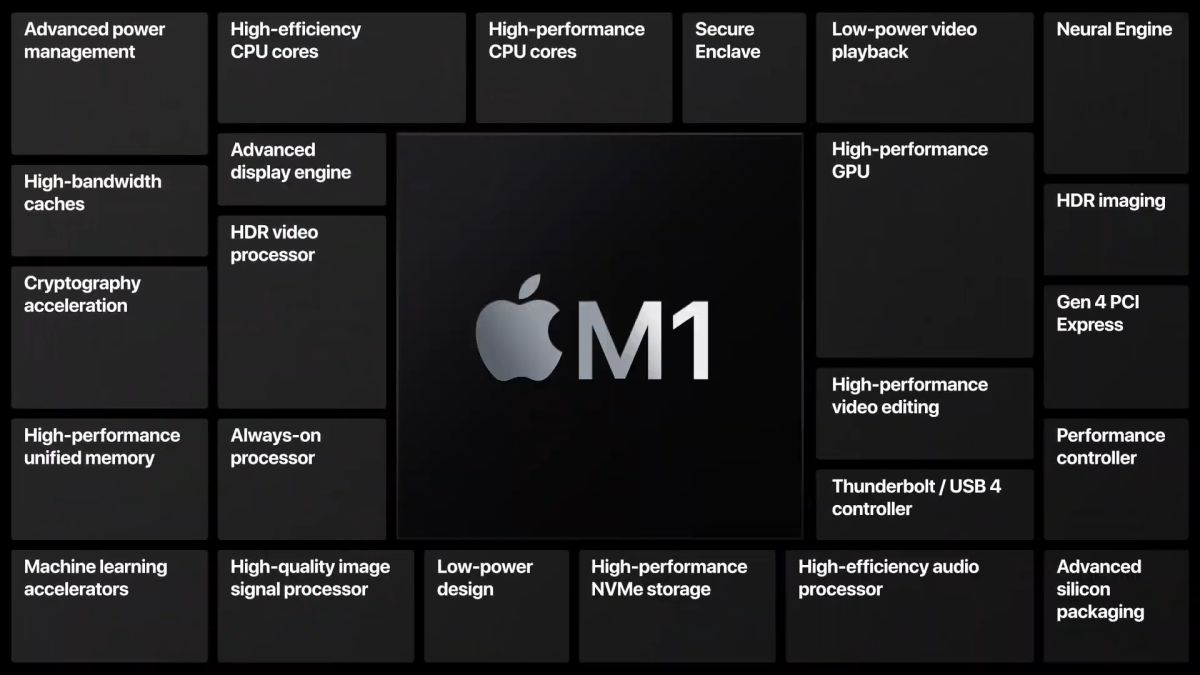 Advanced power
management
High-efficiency
CPU cores
High-performance
CPU cores
Secure
Enclave
Low-power video
playback
Neural Engine
Advanced
display engine
High-performance
GPU
High-bandwidth
caches
HDR imaging
HDR video
processor
Cryptography
acceleration
M1
Gen 4 PCI
Express
High-performance
video editing
High-performance
unified memory
Always-on
processor
Performance
controller
Thunderbolt / USB 4
controller
Machine learning
accelerators
High-quality image
signal processor
Low-power
design
High-performance
NVMe storage
High-efficiency audio
processor
Advanced
silicon
packaging